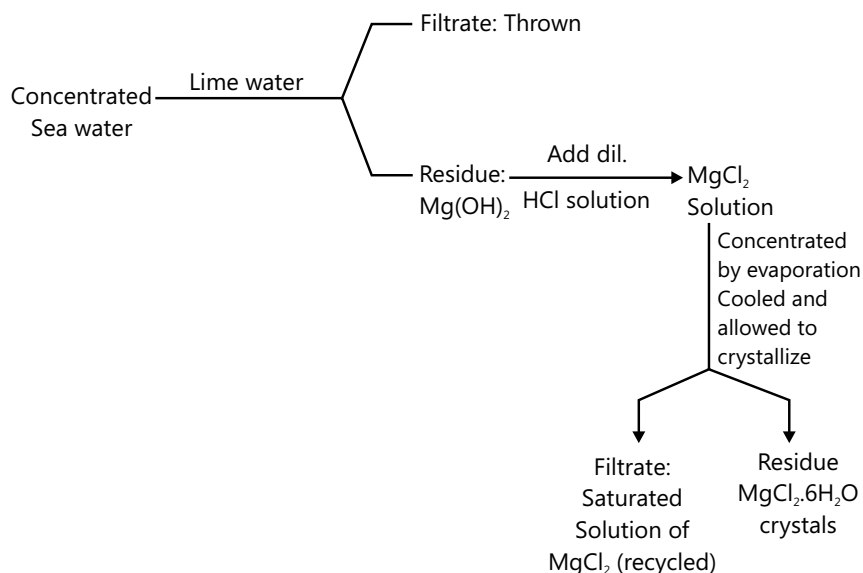 Filtrate: Thrown
Lime water
Concentrated
Sea water
Residue:
Mg(OH)₂
Add dil.
HCl solution
MgCl₂
Solution
Concentrated
by evaporation
Cooled and
allowed to
crystallize
Filtrate:
Saturated
Solution of
MgCl₂ (recycled)
Residue
MgCl₂.6H₂O
crystals